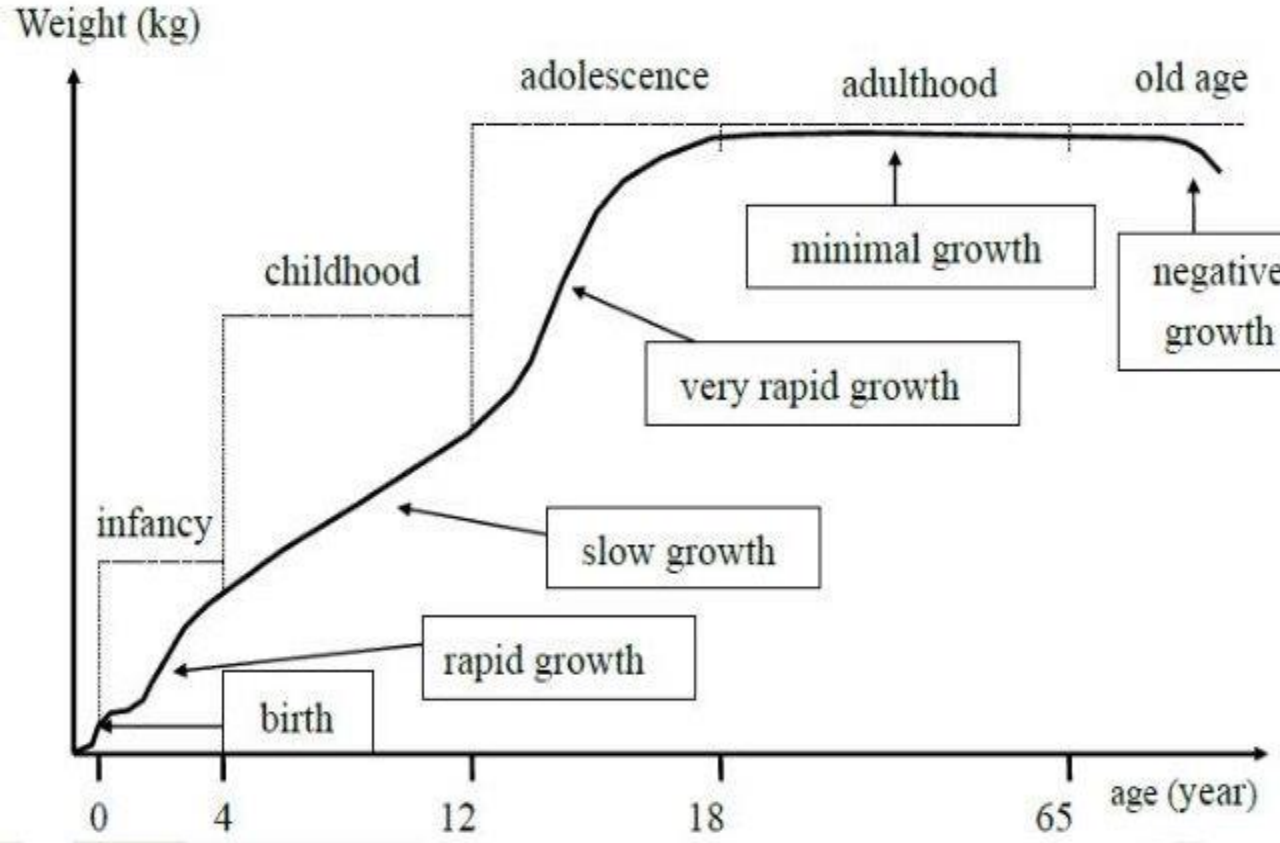 Weight (kg)
adolescence
adulthood
old age
minimal growth
childhood
negative
growth
very rapid growth
infancy
slow growth
rapid growth
birth
0 4 12 18 65
age (year)